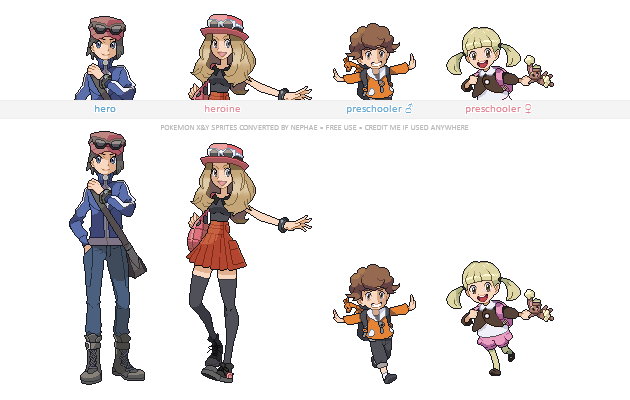 hero
heroine
preschooler ♂
preschooler ♀
POKEMON X&Y SPRITES CONVERTED BY NEPHAE • FREE USE • CREDIT ME IF USED ANYWHERE